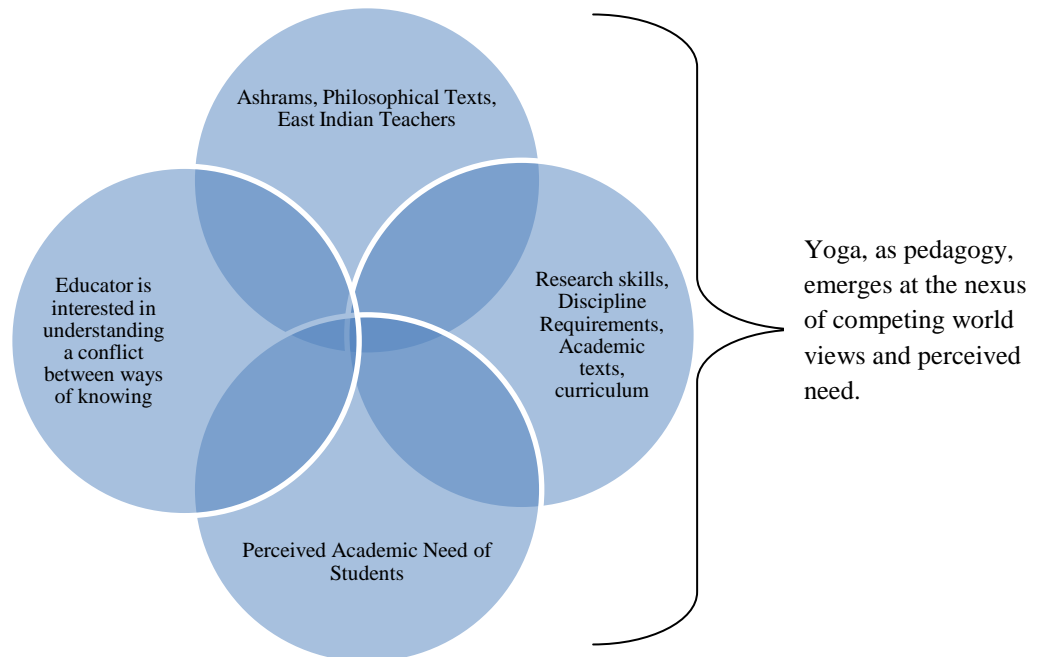 Ashrams, Philosophical Texts,
East Indian Teachers
Educator is
interested in
understanding
a conflict
between ways
of knowing
Research skills,
Discipline
Requirements,
Academic
texts,
curriculum
Perceived Academic Need of
Students
Yoga, as pedagogy,
emerges at the nexus
of competing world
views and perceived
need.